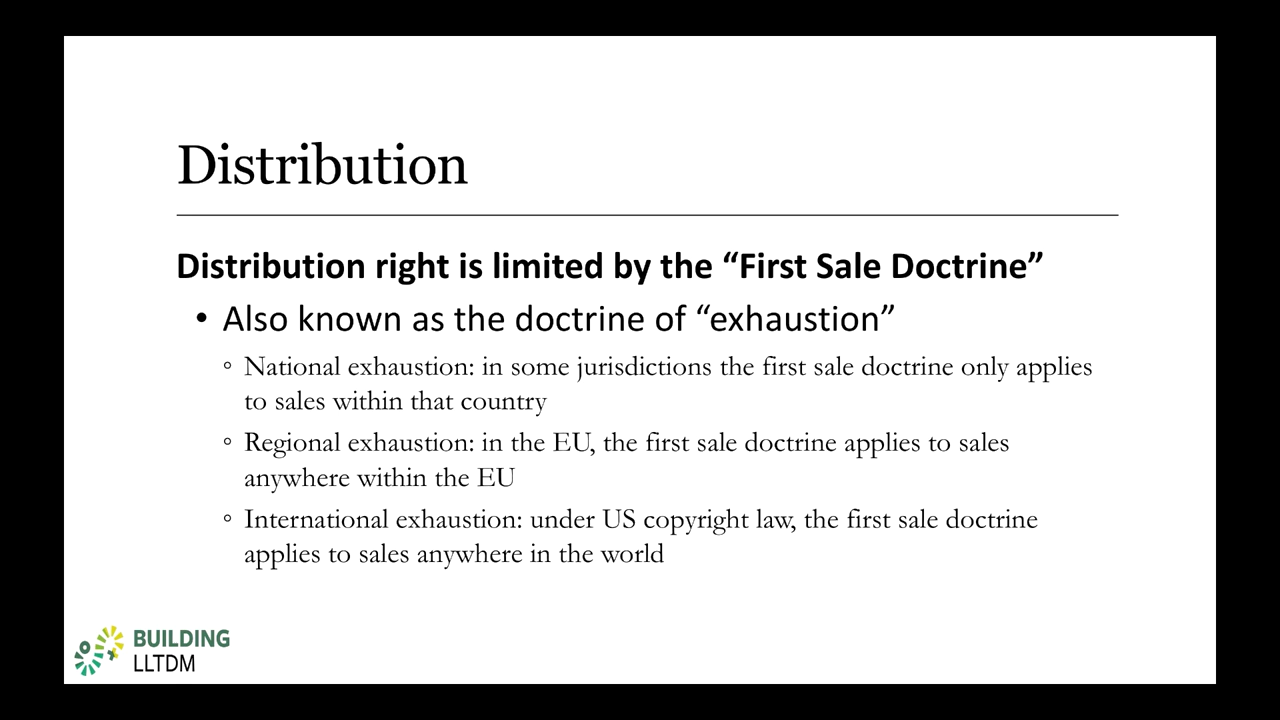 Distribution
Distribution right is limited by the “First Sale Doctrine”
• Also known as the doctrine of “exhaustion”
◦ National exhaustion: in some jurisdictions the first sale doctrine only applies
to sales within that country
◦ Regional exhaustion: in the EU, the first sale doctrine applies to sales
anywhere within the EU
◦ International exhaustion: under US copyright law, the first sale doctrine
applies to sales anywhere in the world
BUILDING
LLTDM